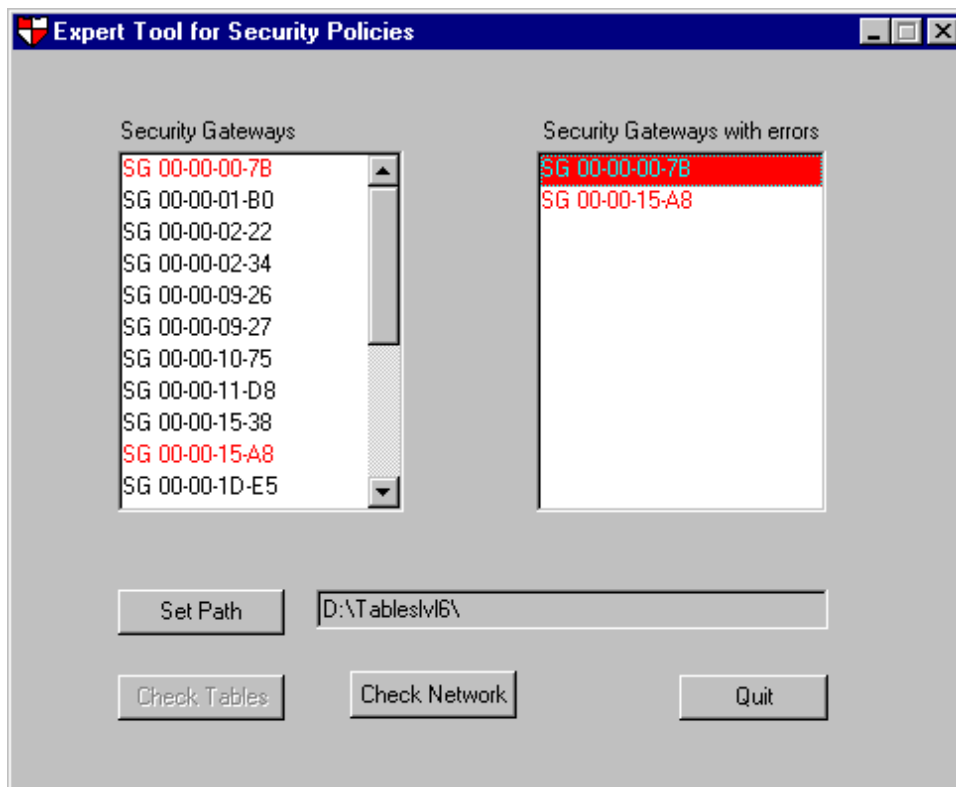 Expert Tool for Security Policies
Security Gateways
SG 00-00-00-7B
SG 00-00-01-B0
SG 00-00-02-22
SG 00-00-02-34
SG 00-00-09-26
SG 00-00-09-27
SG 00-00-10-75
SG 00-00-11-D8
SG 00-00-15-38
SG 00-00-15-A8
SG 00-00-1D-E5
Security Gateways with errors
SG 00-00-00-7B
SG 00-00-15-A8
Set Path
D:\Tableslvl6\
Check Tables
Check Network
Quit